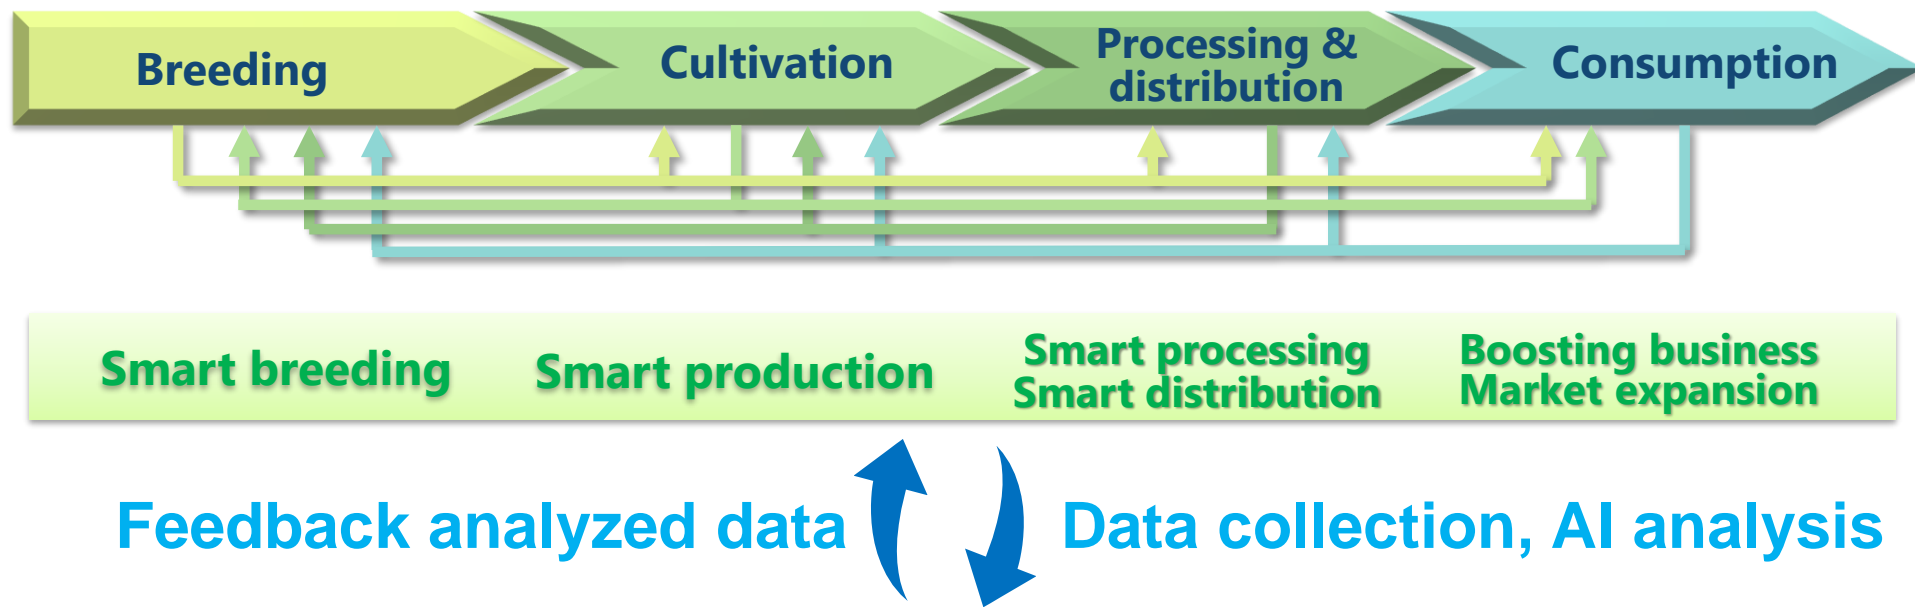 Breeding
Cultivation
Processing &
distribution
Consumption
Smart breeding
Smart production
Smart processing
Smart distribution
Boosting business
Market expansion
Feedback analyzed data
Data collection, AI analysis